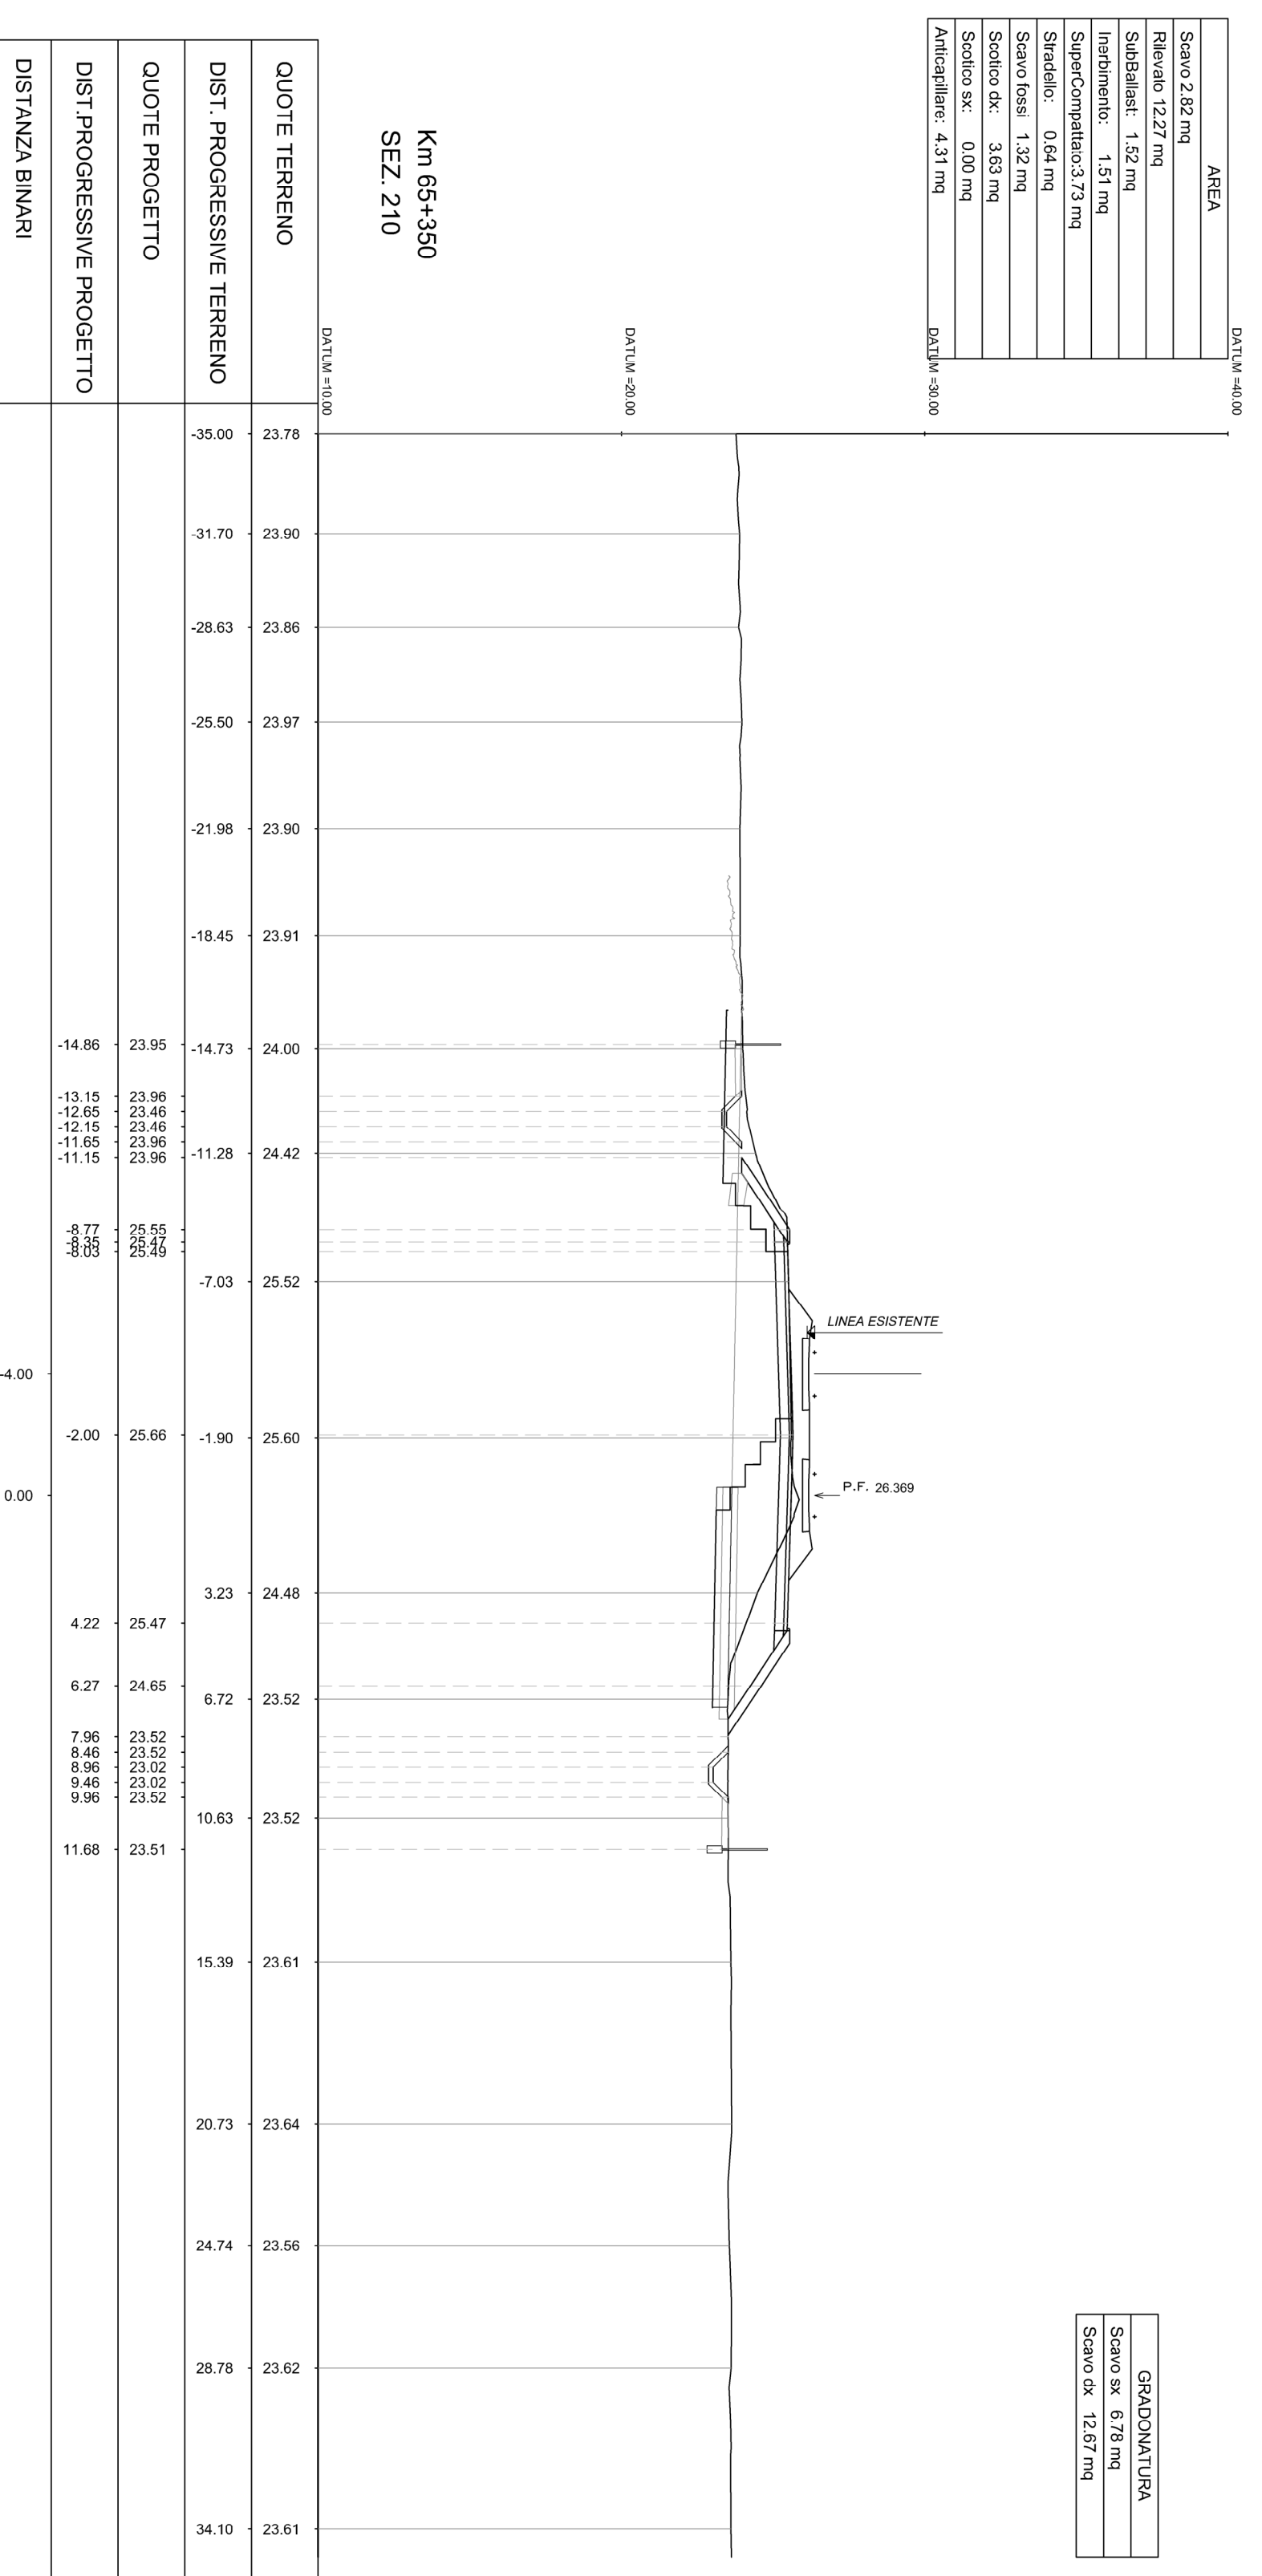 AREA
Scavo 2.82 mq
Rilevato 12.27 mq
SubBallast: 1.52 mq
Inerbimento: 1.51 mq
SuperCompattato:3.73 mq
Stradello: 0.64 mq
Scavo fossi 1.32 mq
Scotico dx: 3.63 mq
Scotico sx: 0.00 mq
Anticapillare: 4.31 mq
GRADONATURA
Scavo sx 6.78 mq
Scavo dx 12.67 mq
DATUM =40.00
DATUM =30.00
DATUM =20.00
DATUM =10.00
LINEA ESISTENTE
P.F. 26.369
Km 65+350
SEZ. 210
QUOTE TERRENO 23.78 23.90 23.86 23.97 23.90 23.91 24.00 24.42 25.52 25.60 24.48 23.52 23.52 23.61 23.64 23.56 23.62 23.61
DIST. PROGRESSIVE TERRENO -35.00 -31.70 -28.63 -25.50 -21.98 -18.45 -14.73 -11.28 -7.03 -1.90 3.23 6.72 10.63 15.39 20.73 24.74 28.78 34.10
QUOTE PROGETTO 23.95 23.96 23.46 23.46 23.96 23.96 25.55 25.47 25.49 25.66 25.47 24.65 23.52 23.52 23.02 23.02 23.52 23.51
DIST.PROGRESSIVE PROGETTO -14.86 -13.15 -12.65 -12.15 -11.65 -11.15 -8.77 -8.35 -8.03 -2.00 4.22 6.27 7.96 8.46 8.96 9.46 9.96 11.68
DISTANZA BINARI -4.00 0.00